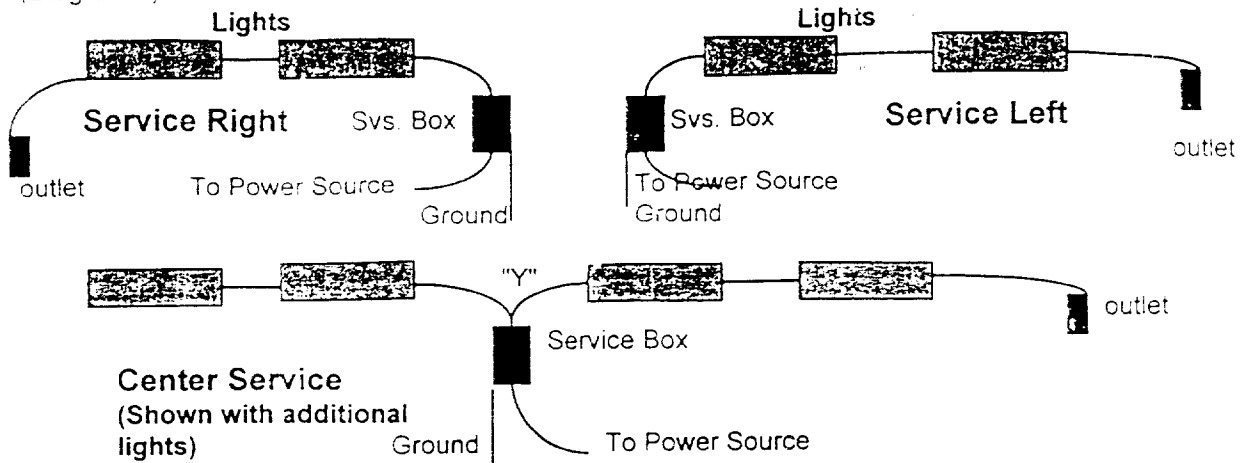 Lights
Service Right
Svs. Box
outlet
To Power Source
Ground
Lights
Svs. Box
Service Left
outlet
To Power Source
Ground
"Y"
outlet
Service Box
Center Service
(Shown with additional
lights)
Ground
To Power Source